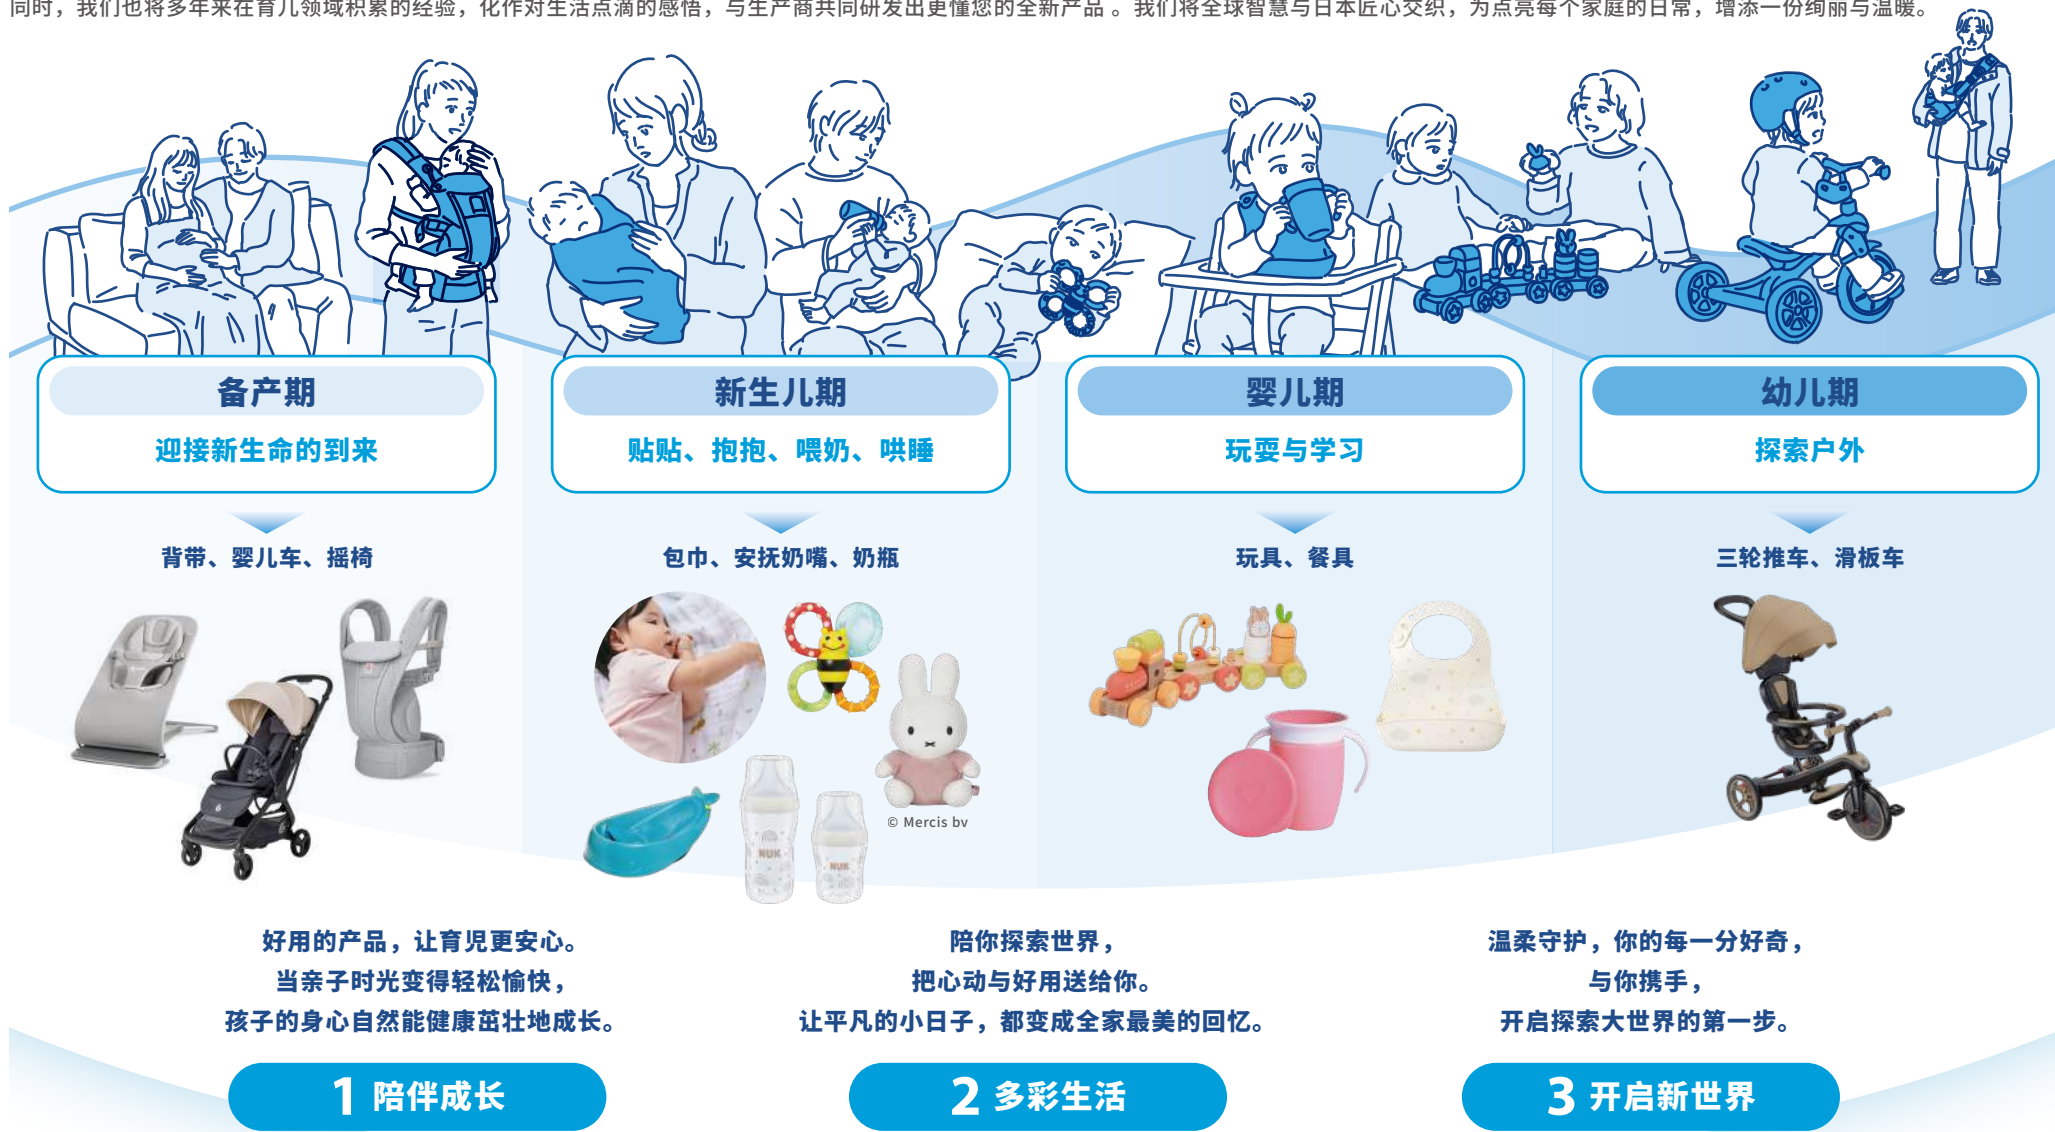 同时，我们也将多年来在育儿领域积累的经验，化作对生活点滴的感悟，与生产商共同研发出更懂您的全新产品 。我们将全球智慧与日本匠心交织，为点亮每个家庭的日常，增添一份绚丽与温暖。
备产期
迎接新生命的到来
背带、婴儿车、摇椅
新生儿期
贴贴、抱抱、喂奶、哄睡
包巾、安抚奶嘴、奶瓶
NUK
NUK
© Mercis bv
婴儿期
玩耍与学习
玩具、餐具
幼儿期
探索户外
三轮推车、滑板车
好用的产品，让育児更安心。
当亲子时光变得轻松愉快，
孩子的身心自然能健康茁壮地成长。
1 陪伴成长
陪你探索世界，
把心动与好用送给你。
让平凡的小日子，都变成全家最美的回忆。
2 多彩生活
温柔守护，你的每一分好奇，
与你携手，
开启探索大世界的第一步。
3 开启新世界